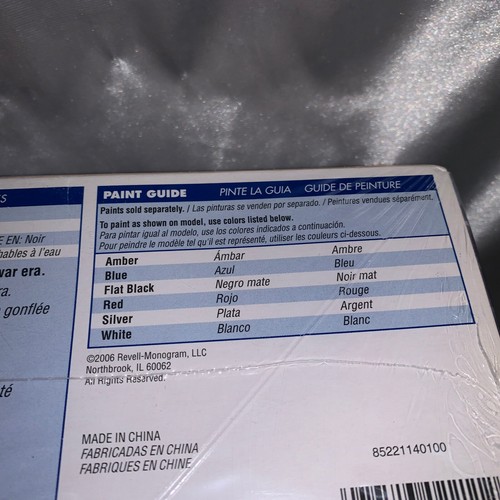 PAINT GUIDE PINTE LA GUIA GUIDE DE PEINTURE
Paints sold separately. / Las pinturas se venden por separado. / Peintures vendues séparément.
To paint as shown on model, use colors listed below.
Para pintar igual al modelo, use los colores indicados a continuación.
Pour peindre le modèle tel qu'il est représenté, utiliser les couleurs ci-dessous.
Amber Ámbar Ambre
Blue Azul Bleu
Flat Black Negro mate Noir mat
Red Rojo Rouge
Silver Plata Argent
White Blanco Blanc
©2006 Revell-Monogram, LLC
Northbrook, IL 60062
All Rights Reserved.
MADE IN CHINA
FABRICADAS EN CHINA
FABRIQUES EN CHINE
85221140100
S
E EN: Noir
hables à l'eau
war era.
ra.
gonflée
té